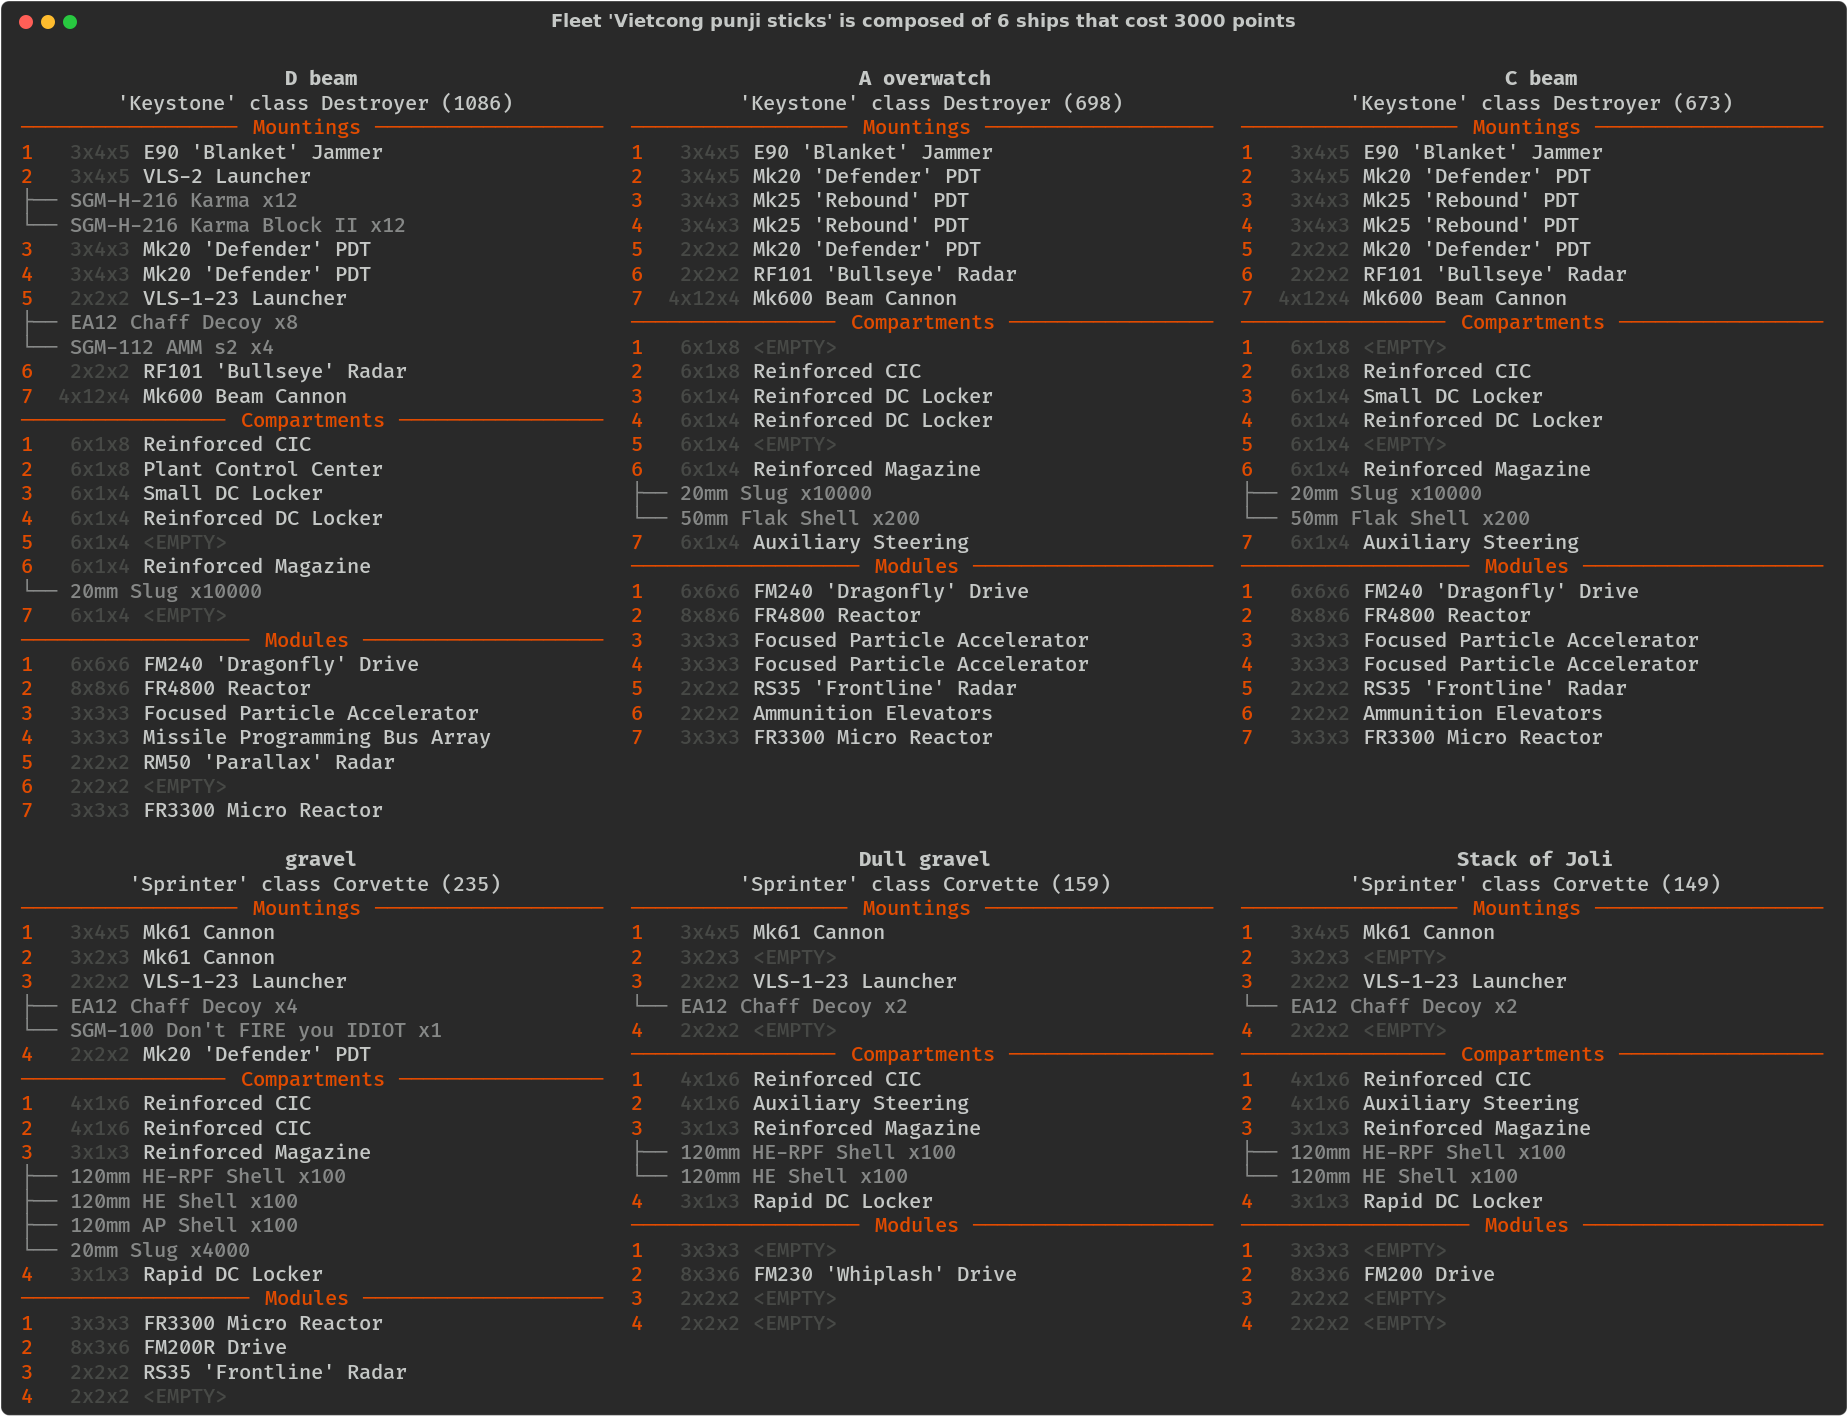 Fleet 'Vietcong punji sticks' is composed of 6 ships that cost 3000 points
D beam
'Keystone' class Destroyer (1086)
Mountings
1 3x4x5 E90 'Blanket' Jammer
2 3x4x5 VLS-2 Launcher
SGM-H-216 Karma x12
SGM-H-216 Karma Block II x12
3 3x4x3 Mk20 'Defender' PDT
4 3x4x3 Mk20 'Defender' PDT
5 2x2x2 VLS-1-23 Launcher
EA12 Chaff Decoy x8
SGM-112 AMM s2 x4
6 2x2x2 RF101 'Bullseye' Radar
7 4x12x4 Mk600 Beam Cannon
Compartments
1 6x1x8 Reinforced CIC
2 6x1x8 Plant Control Center
3 6x1x4 Small DC Locker
4 6x1x4 Reinforced DC Locker
5 6x1x4 <EMPTY>
6 6x1x4 Reinforced Magazine
20mm Slug x10000
7 6x1x4 <EMPTY>
Modules
1 6x6x6 FM240 'Dragonfly' Drive
2 8x8x6 FR4800 Reactor
3 3x3x3 Focused Particle Accelerator
4 3x3x3 Missile Programming Bus Array
5 2x2x2 RM50 'Parallax' Radar
6 2x2x2 <EMPTY>
7 3x3x3 FR3300 Micro Reactor
A overwatch
'Keystone' class Destroyer (698)
Mountings
1 3x4x5 E90 'Blanket' Jammer
2 3x4x5 Mk20 'Defender' PDT
3 3x4x3 Mk25 'Rebound' PDT
4 3x4x3 Mk25 'Rebound' PDT
5 2x2x2 Mk20 'Defender' PDT
6 2x2x2 RF101 'Bullseye' Radar
7 4x12x4 Mk600 Beam Cannon
Compartments
1 6x1x8 <EMPTY>
2 6x1x8 Reinforced CIC
3 6x1x4 Reinforced DC Locker
4 6x1x4 Reinforced DC Locker
5 6x1x4 <EMPTY>
6 6x1x4 Reinforced Magazine
20mm Slug x10000
50mm Flak Shell x200
7 6x1x4 Auxiliary Steering
Modules
1 6x6x6 FM240 'Dragonfly' Drive
2 8x8x6 FR4800 Reactor
3 3x3x3 Focused Particle Accelerator
4 3x3x3 Focused Particle Accelerator
5 2x2x2 RS35 'Frontline' Radar
6 2x2x2 Ammunition Elevators
7 3x3x3 FR3300 Micro Reactor
C beam
'Keystone' class Destroyer (673)
Mountings
1 3x4x5 E90 'Blanket' Jammer
2 3x4x5 Mk20 'Defender' PDT
3 3x4x3 Mk25 'Rebound' PDT
4 3x4x3 Mk25 'Rebound' PDT
5 2x2x2 Mk20 'Defender' PDT
6 2x2x2 RF101 'Bullseye' Radar
7 4x12x4 Mk600 Beam Cannon
Compartments
1 6x1x8 <EMPTY>
2 6x1x8 Reinforced CIC
3 6x1x4 Small DC Locker
4 6x1x4 Reinforced DC Locker
5 6x1x4 <EMPTY>
6 6x1x4 Reinforced Magazine
20mm Slug x10000
50mm Flak Shell x200
7 6x1x4 Auxiliary Steering
Modules
1 6x6x6 FM240 'Dragonfly' Drive
2 8x8x6 FR4800 Reactor
3 3x3x3 Focused Particle Accelerator
4 3x3x3 Focused Particle Accelerator
5 2x2x2 RS35 'Frontline' Radar
6 2x2x2 Ammunition Elevators
7 3x3x3 FR3300 Micro Reactor
gravel
'Sprinter' class Corvette (235)
Mountings
1 3x4x5 Mk61 Cannon
2 3x2x3 Mk61 Cannon
3 2x2x2 VLS-1-23 Launcher
EA12 Chaff Decoy x4
SGM-100 Don't FIRE you IDIOT x1
4 2x2x2 Mk20 'Defender' PDT
Compartments
1 4x1x6 Reinforced CIC
2 4x1x6 Reinforced CIC
3 3x1x3 Reinforced Magazine
120mm HE-RPF Shell x100
120mm HE Shell x100
120mm AP Shell x100
20mm Slug x4000
4 3x1x3 Rapid DC Locker
Modules
1 3x3x3 FR3300 Micro Reactor
2 8x3x6 FM200R Drive
3 2x2x2 RS35 'Frontline' Radar
4 2x2x2 <EMPTY>
Dull gravel
'Sprinter' class Corvette (159)
Mountings
1 3x4x5 Mk61 Cannon
2 3x2x3 <EMPTY>
3 2x2x2 VLS-1-23 Launcher
EA12 Chaff Decoy x2
4 2x2x2 <EMPTY>
Compartments
1 4x1x6 Reinforced CIC
2 4x1x6 Auxiliary Steering
3 3x1x3 Reinforced Magazine
120mm HE-RPF Shell x100
120mm HE Shell x100
4 3x1x3 Rapid DC Locker
Modules
1 3x3x3 <EMPTY>
2 8x3x6 FM230 'Whiplash' Drive
3 2x2x2 <EMPTY>
4 2x2x2 <EMPTY>
Stack of Joli
'Sprinter' class Corvette (149)
Mountings
1 3x4x5 Mk61 Cannon
2 3x2x3 <EMPTY>
3 2x2x2 VLS-1-23 Launcher
EA12 Chaff Decoy x2
4 2x2x2 <EMPTY>
Compartments
1 4x1x6 Reinforced CIC
2 4x1x6 Auxiliary Steering
3 3x1x3 Reinforced Magazine
120mm HE-RPF Shell x100
120mm HE Shell x100
4 3x1x3 Rapid DC Locker
Modules
1 3x3x3 <EMPTY>
2 8x3x6 FM200 Drive
3 2x2x2 <EMPTY>
4 2x2x2 <EMPTY>